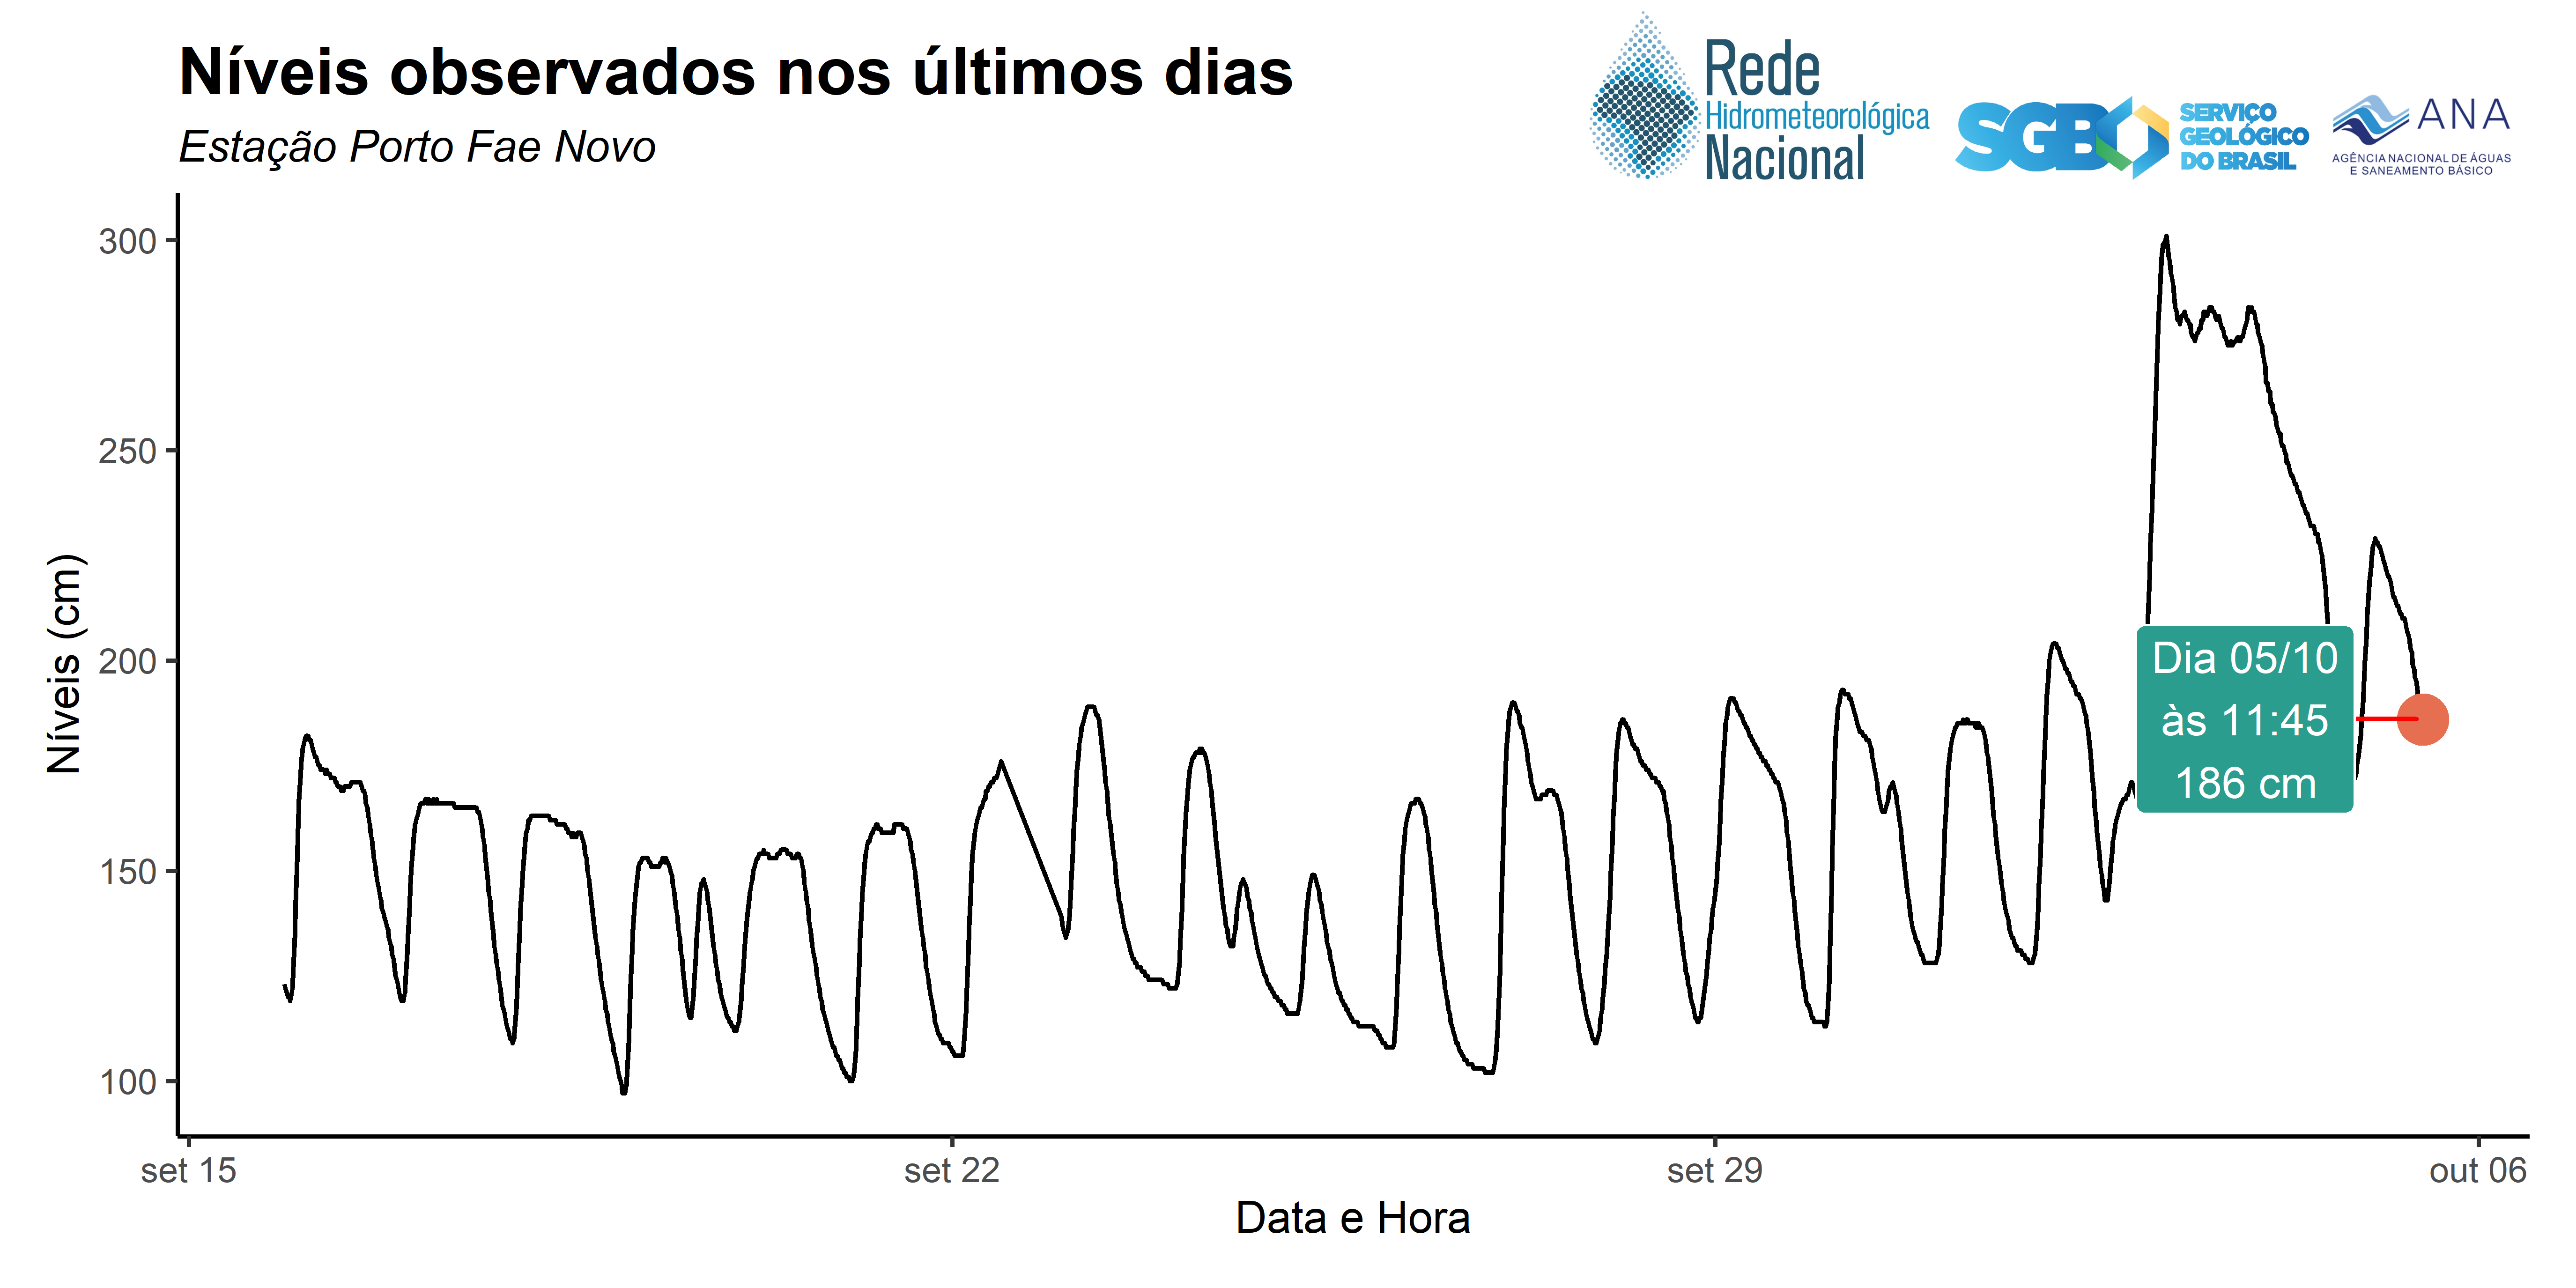 Níveis observados nos últimos dias
Estação Porto Fae Novo
Rede
Hidrometeorológica
Nacional
SGB
SERVIÇO
GEOLÓGICO
DO BRASIL
ANA
AGÊNCIA NACIONAL DE ÁGUAS
E SANEAMENTO BÁSICO
Níveis (cm)
300
250
200
150
100
Dia 05/10
às 11:45
186 cm
set 15
set 22
set 29
out 06
Data e Hora